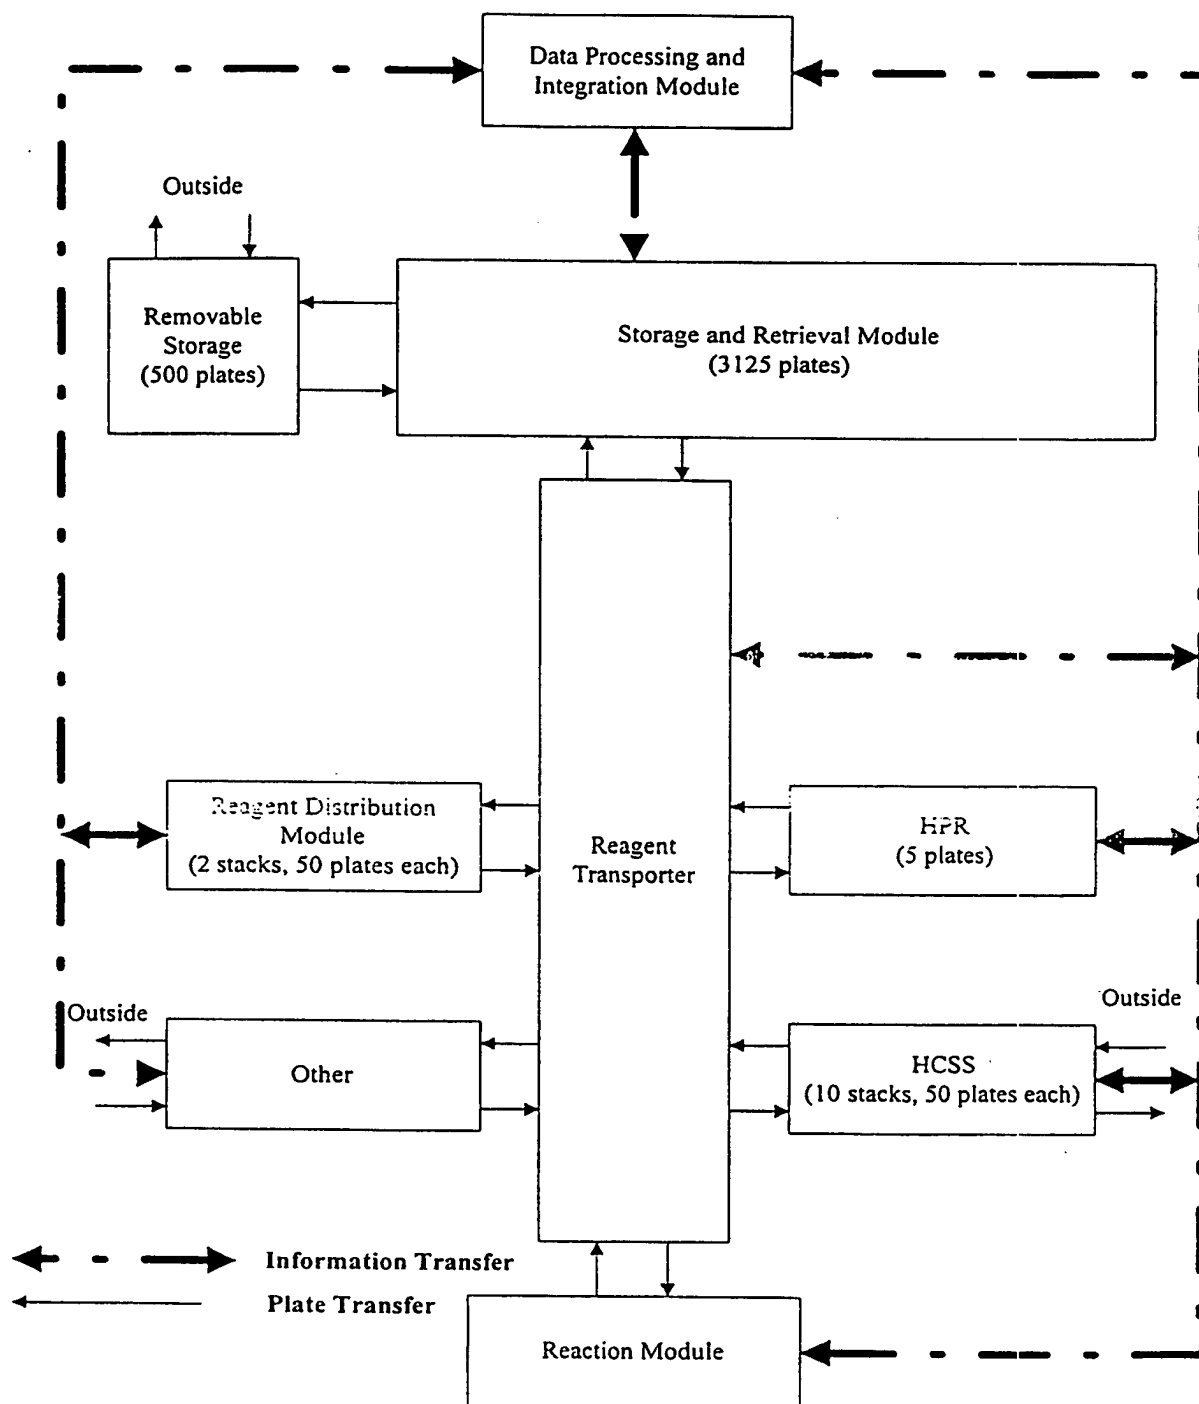 Data Processing and
Integration Module
Outside
Removable
Storage
(500 plates)
Storage and Retrieval Module
(3125 plates)
Reagent Distribution
Module
(2 stacks, 50 plates each)
Reagent
Transporter
HPR
(5 plates)
Outside
Other
Outside
HCSS
(10 stacks, 50 plates each)
Information Transfer
Plate Transfer
Reaction Module